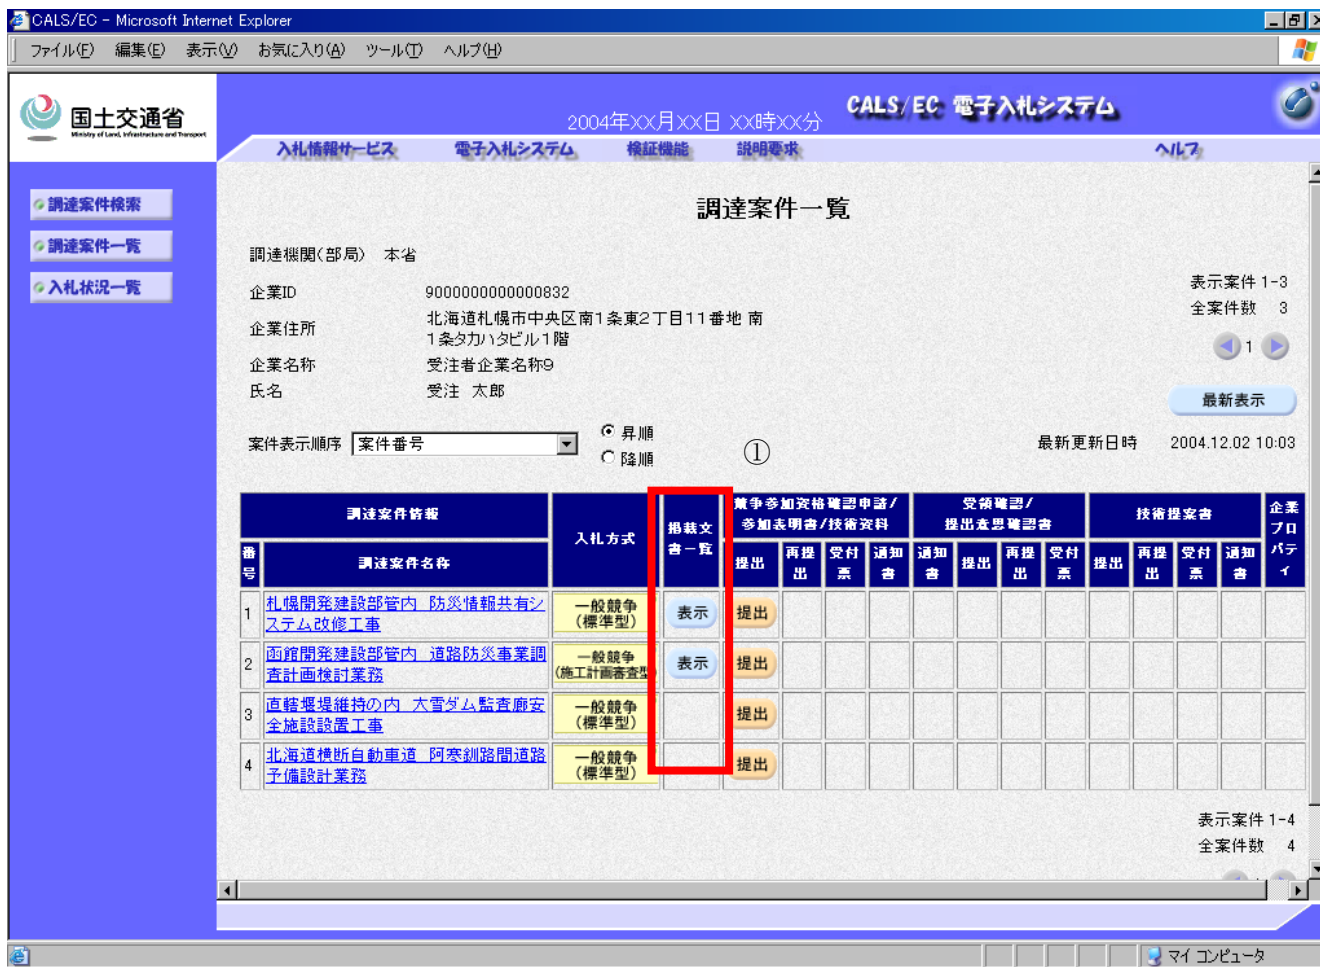 CALS/EC - Microsoft Internet Explorer
ファイル(F) 編集(E) 表示(V) お気に入り(A) ツール(T) ヘルプ(H)
国土交通省
Ministry of Land, Infrastructure and Transport
2004年XX月XX日 XX時XX分
CALS/EC 電子入札システム
入札情報サービス 電子入札システム 検証機能 説明要求 ヘルプ
調達案件検索
調達案件一覧
入札状況一覧
調達案件一覧
調達機関(部局) 本省
企業ID 9000000000000832
企業住所 北海道札幌市中央区南1条東2丁目11番地 南
1条タカハタビル1階
企業名称 受注者企業名称9
氏名 受注 太郎
表示案件 1-3
全案件数 3
1
最新表示
案件表示順序 案件番号
昇順
降順
①
最新更新日時 2004.12.02 10:03
調達案件情報
番号
調達案件名称
入札方式
掲載文書一覧
競争参加資格確認申請/
参加表明書/技術資料
提出 再提出 受付票 通知書
受領確認/
提出意思確認書
通知書 提出 再提出 受付票
技術提案書
提出 再提出 受付票 通知書
企業プロパティ
1 札幌開発建設部管内 防災情報共有シ
ステム改修工事
一般競争
(標準型)
表示 提出
2 函館開発建設部管内 道路防災事業調
査計画検討業務
一般競争
(施工計画審査型)
表示 提出
3 直轄堰堤維持の内 大雪ダム監査廊安
全施設設置工事
一般競争
(標準型)
提出
4 北海道横断自動車道 阿寒釧路間道路
予備設計業務
一般競争
(標準型)
提出
表示案件 1-4
全案件数 4
マイ コンピュータ